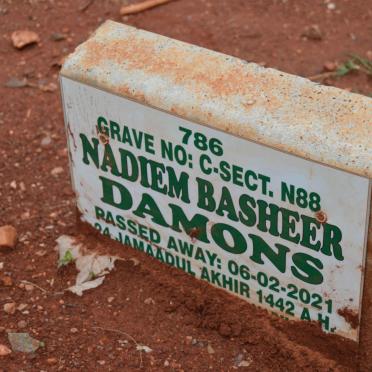 786
GRAVE NO: C-SECT. N88
NADIEM BASHEER
DAMONS
PASSED AWAY: 06-02-2021
24 JAMAADUL AKHIR 1442 A.H.